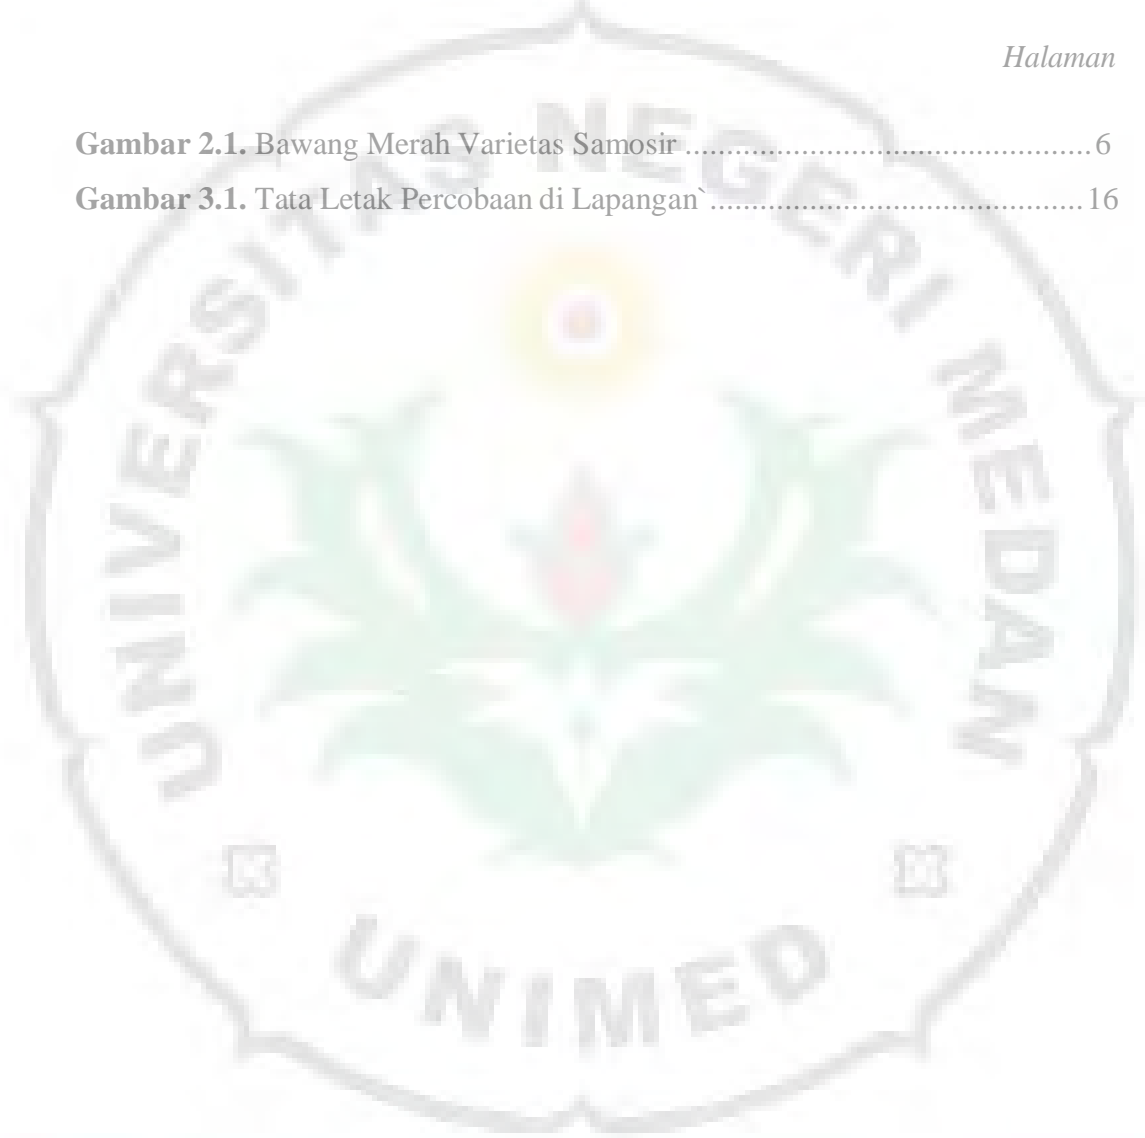 Halaman
Gambar 2.1. Bawang Merah Varietas Samosir ................................................. 6
Gambar 3.1. Tata Letak Percobaan di Lapangan` ............................................. 16
UNIVERSITAS NEGERI MEDAN
UNIMED